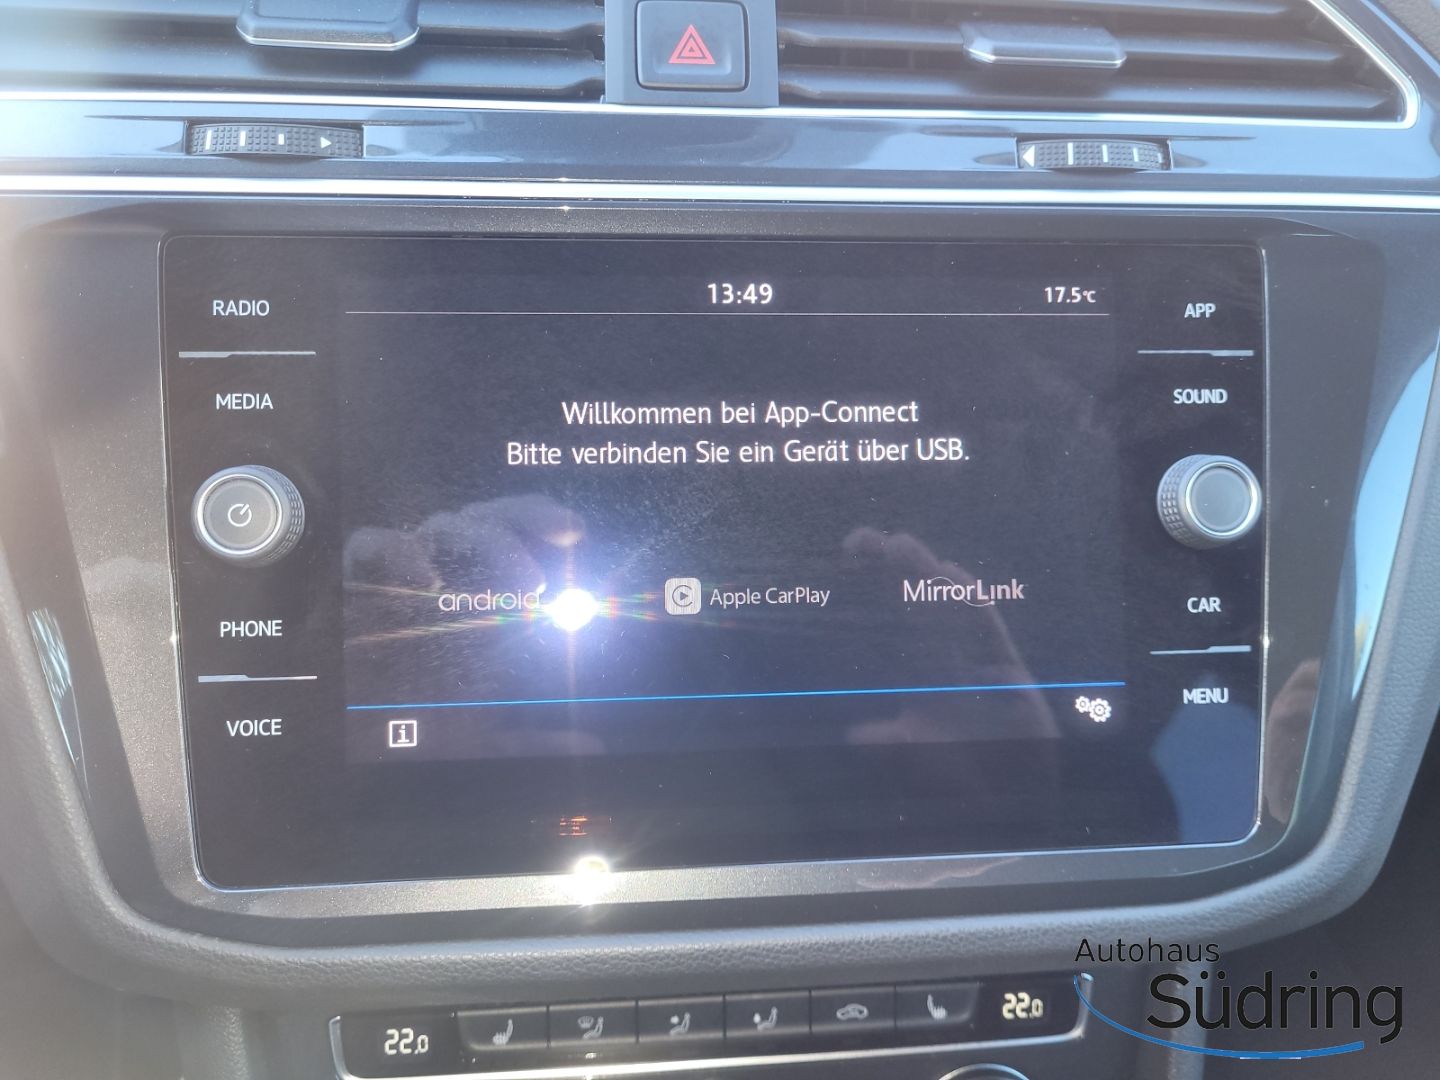 13:49
17.5°C
RADIO
MEDIA
PHONE
VOICE
Willkommen bei App-Connect
Bitte verbinden Sie ein Gerät über USB.
android
Apple CarPlay
MirrorLink
i
APP
SOUND
CAR
MENU
22.0
22.0
Autohaus
Südring